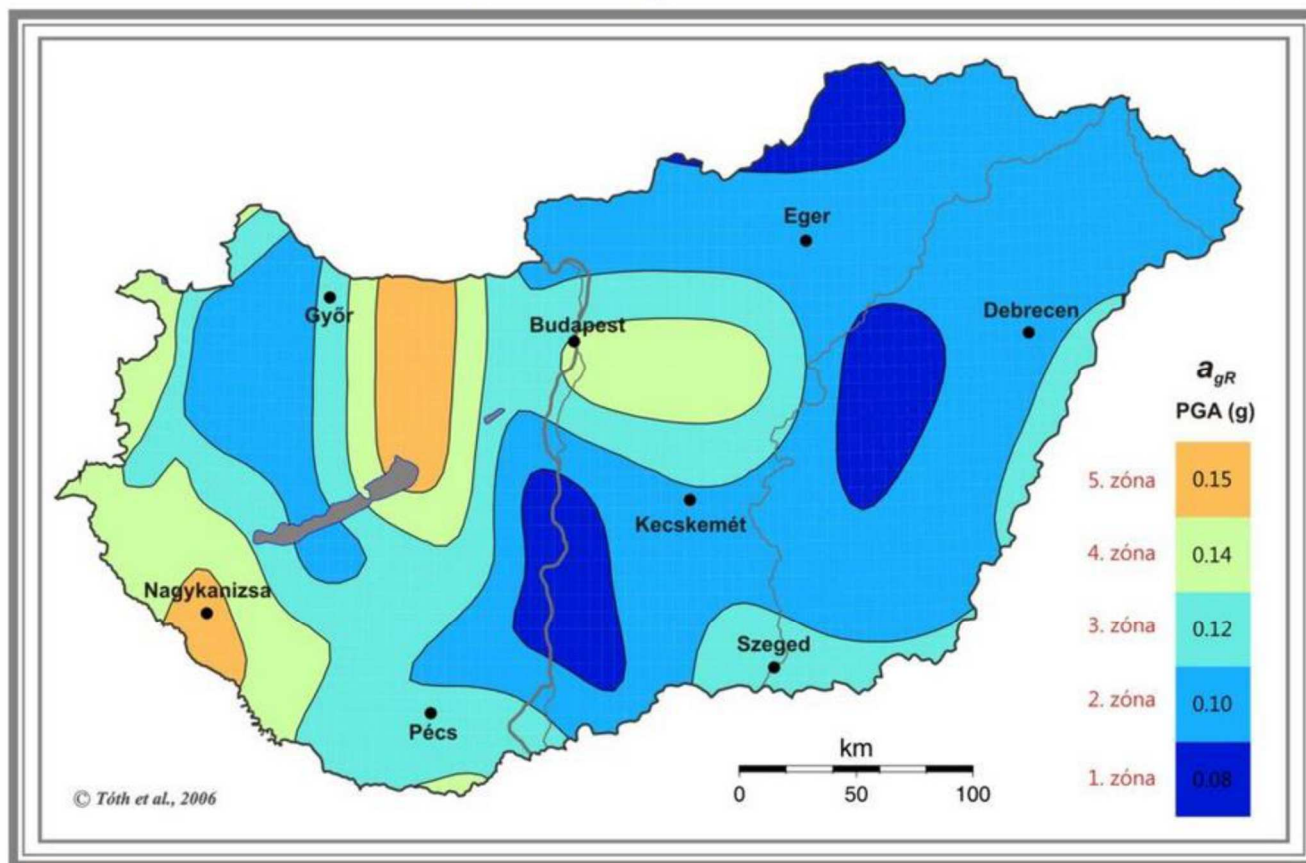 Eger
Győr
Budapest
Debrecen
Kecskemét
Nagykanizsa
Szeged
Pécs
a gR
PGA (g)
5. zóna 0.15
4. zóna 0.14
3. zóna 0.12
2. zóna 0.10
1. zóna 0.08
km
0 50 100
© Tóth et al., 2006